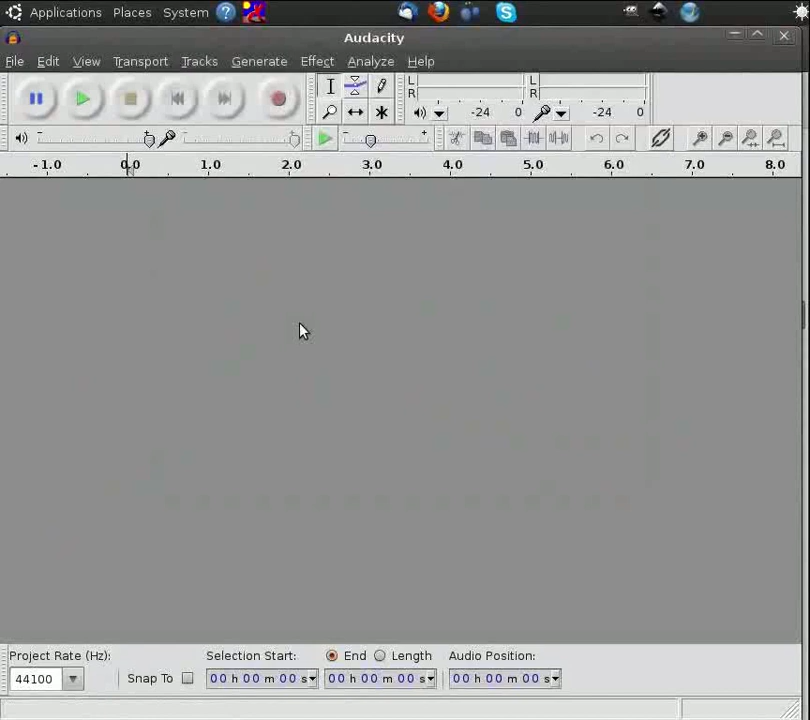 Applications Places System
Audacity
File Edit View Transport Tracks Generate Effect Analyze Help
L
R
-24 0
L
R
-24 0
- +
- +
- +
-1.0 0.0 1.0 2.0 3.0 4.0 5.0 6.0 7.0 8.0
Project Rate (Hz): Selection Start: End Length Audio Position:
44100 Snap To 00 h 00 m 00 s 00 h 00 m 00 s 00 h 00 m 00 s